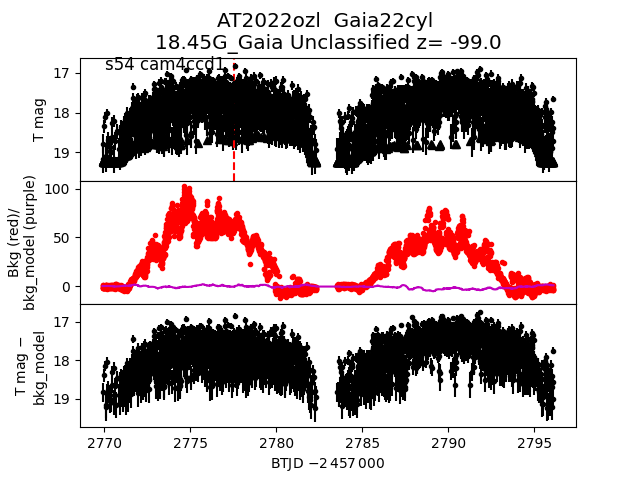 AT2022ozl  Gaia22cyl
18.45G_Gaia Unclassified z= -99.0
s54 cam4ccd1
17
18
19
T mag
100
50
0
Bkg (red)/
bkg_model (purple)
17
18
19
T mag −
bkg_model
2770 2775 2780 2785 2790 2795
BTJD −2 457 000